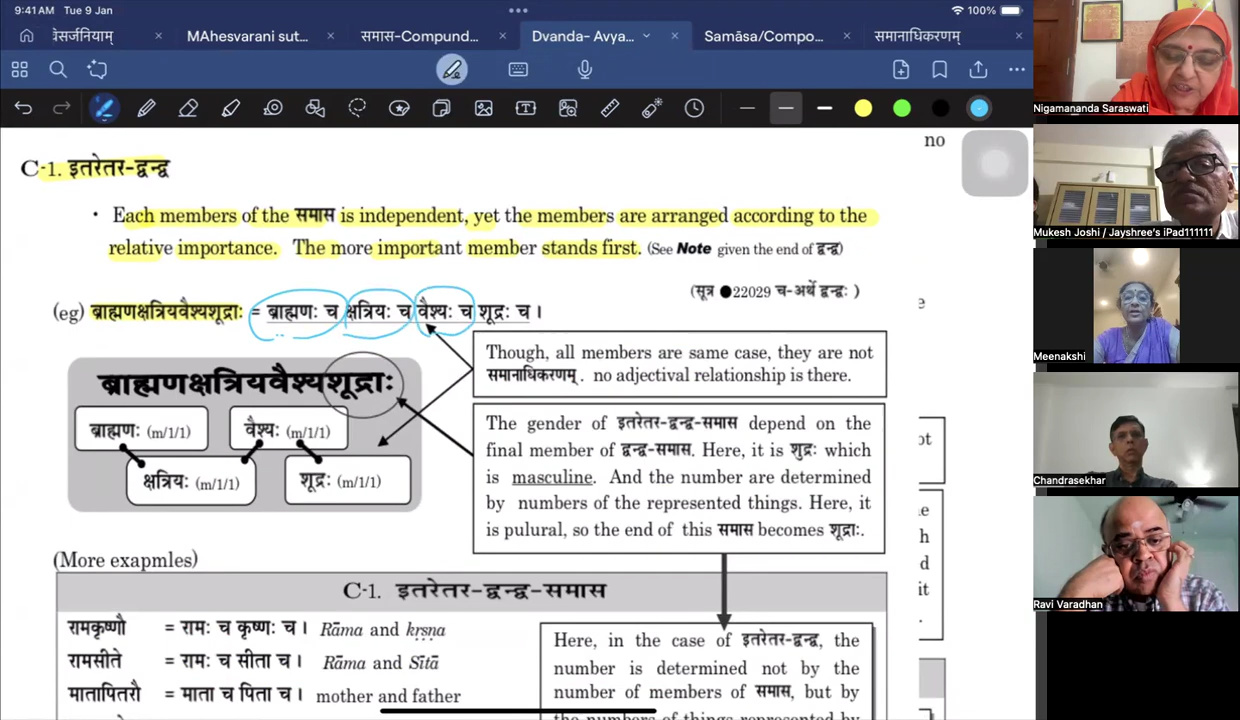 9:41 AM Tue 9 Jan
100%
वेसर्जनियाम्
MAhesvarani sut...
समास-Compund...
Dvanda- Avya...
Samāsa/Compo...
समानाधिकरणम्
no
C-1. इतरेतर-द्वन्द्व
· Each members of the समास is independent, yet the members are arranged according to the
relative importance. The more important member stands first. (See Note given the end of द्वन्द्व)
(सूत्र ●22029 च-अर्थे द्वन्द्वः )
(eg) ब्राह्मणक्षत्रियवैश्यशूद्राः = ब्राह्मणः च क्षत्रियः च वैश्यः च शूद्रः च ।
Though, all members are same case, they are not
समानाधिकरणम्. no adjectival relationship is there.
ब्राह्मणक्षत्रियवैश्यशूद्राः
ब्राह्मणः (m/1/1)
वैश्यः (m/1/1)
क्षत्रियः (m/1/1)
शूद्रः (m/1/1)
The gender of इतरेतर-द्वन्द्व-समास depend on the
final member of द्वन्द्व-समास. Here, it is शुद्रः which
is masculine. And the number are determined
by numbers of the represented things. Here, it
is pulural, so the end of this समास becomes शूद्राः.
(More exapmles)
C-1. इतरेतर-द्वन्द्व-समास
रामकृष्णौ = रामः च कृष्णः च । Rāma and kṛṣṇa
रामसीते = रामः च सीता च । Rāma and Sītā
मातापितरौ = माता च पिता च । mother and father
Here, in the case of इतरेतर-द्वन्द्व, the
number is determined not by the
number of members of समास, but by
the numbers of things represented by
e
ot
e
h
d
it
.
Nigamananda Saraswati
Mukesh Joshi / Jayshree's iPad111111
Meenakshi
Chandrasekhar
Ravi Varadhan